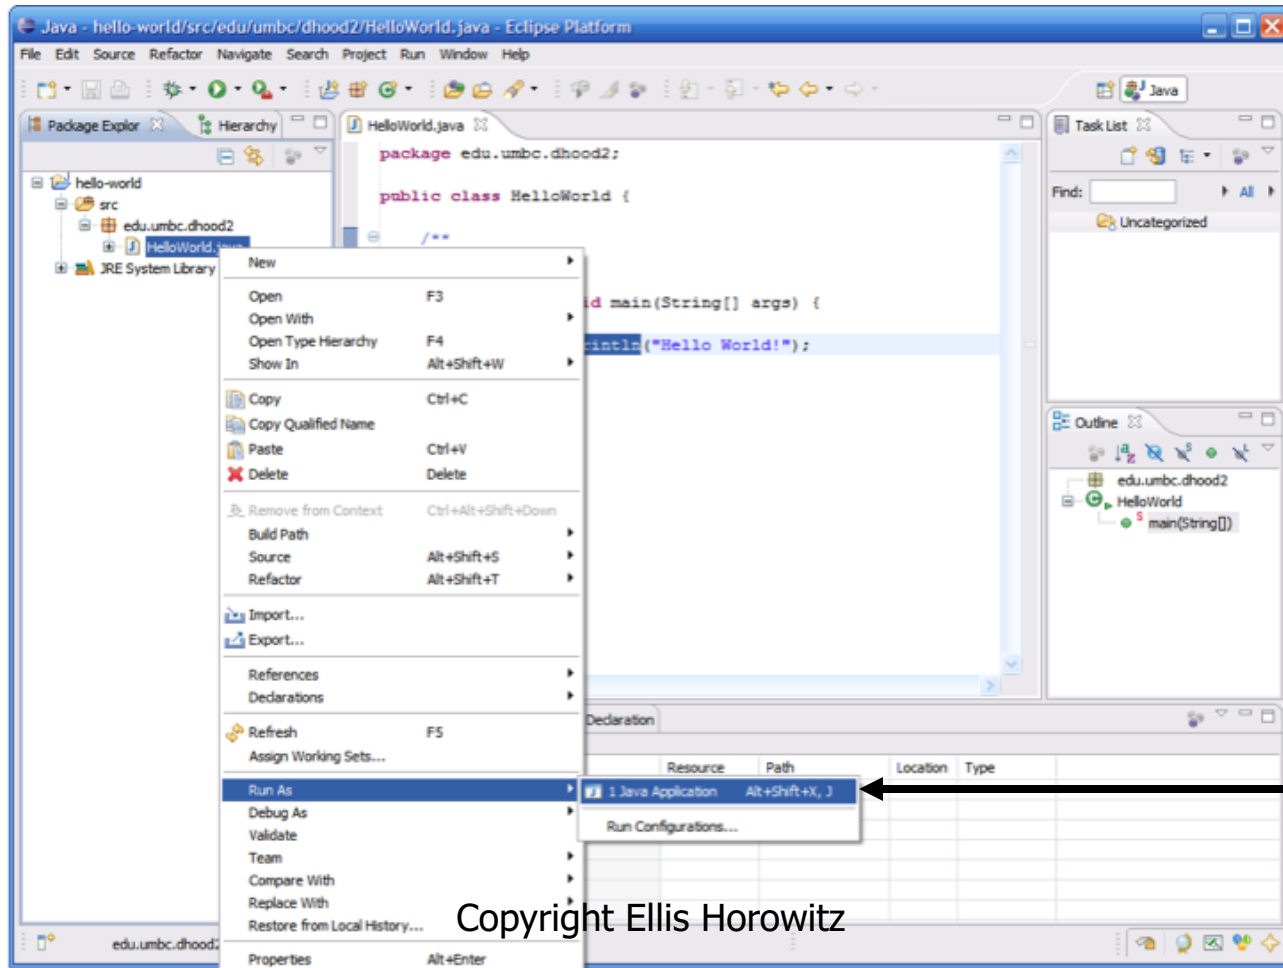 Java - hello-world/src/edu/umbc/dhood2/HelloWorld.java - Eclipse Platform
File Edit Source Refactor Navigate Search Project Run Window Help
Java
Package Explor Hierarchy
HelloWorld.java
Task List
package edu.umbc.dhood2;
hello-world
public class HelloWorld {
Find: All
src
edu.umbc.dhood2
Uncategorized
HelloWorld.java
/**
JRE System Library
New
Open F3
id main(String[] args) {
Open With
Open Type Hierarchy F4
rintln("Hello World!");
Show In Alt+Shift+W
Copy Ctrl+C
Copy Qualified Name
Outline
Paste Ctrl+V
Delete Delete
edu.umbc.dhood2
HelloWorld
Remove from Context Ctrl+Alt+Shift+Down
S main(String[])
Build Path
Source Alt+Shift+S
Refactor Alt+Shift+T
Import...
Export...
References
Declarations
Declaration
Refresh F5
Assign Working Sets...
Resource Path Location Type
Run As
1 Java Application Alt+Shift+X, J
Debug As
Run Configurations...
Validate
Team
Compare With
Replace With
Copyright Ellis Horowitz
Restore from Local History...
edu.umbc.dhood2
Properties Alt+Enter